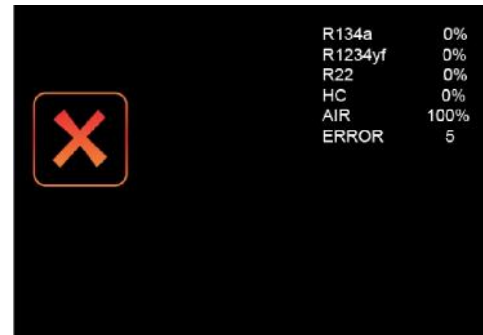 R134a 0%
R1234yf 0%
R22 0%
HC 0%
AIR 100%
ERROR 5